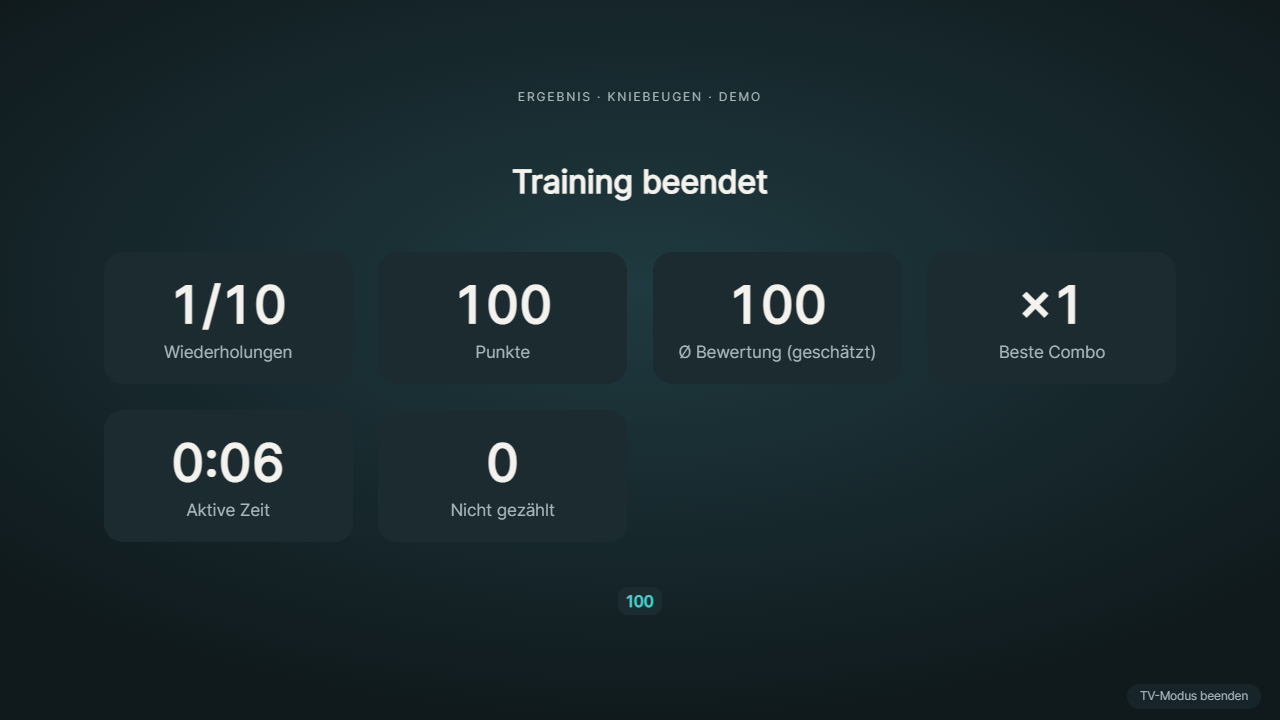 ERGEBNIS · KNIEBEUGEN · DEMO
Training beendet
1/10
Wiederholungen
100
Punkte
100
Ø Bewertung (geschätzt)
×1
Beste Combo
0:06
Aktive Zeit
0
Nicht gezählt
100
TV-Modus beenden